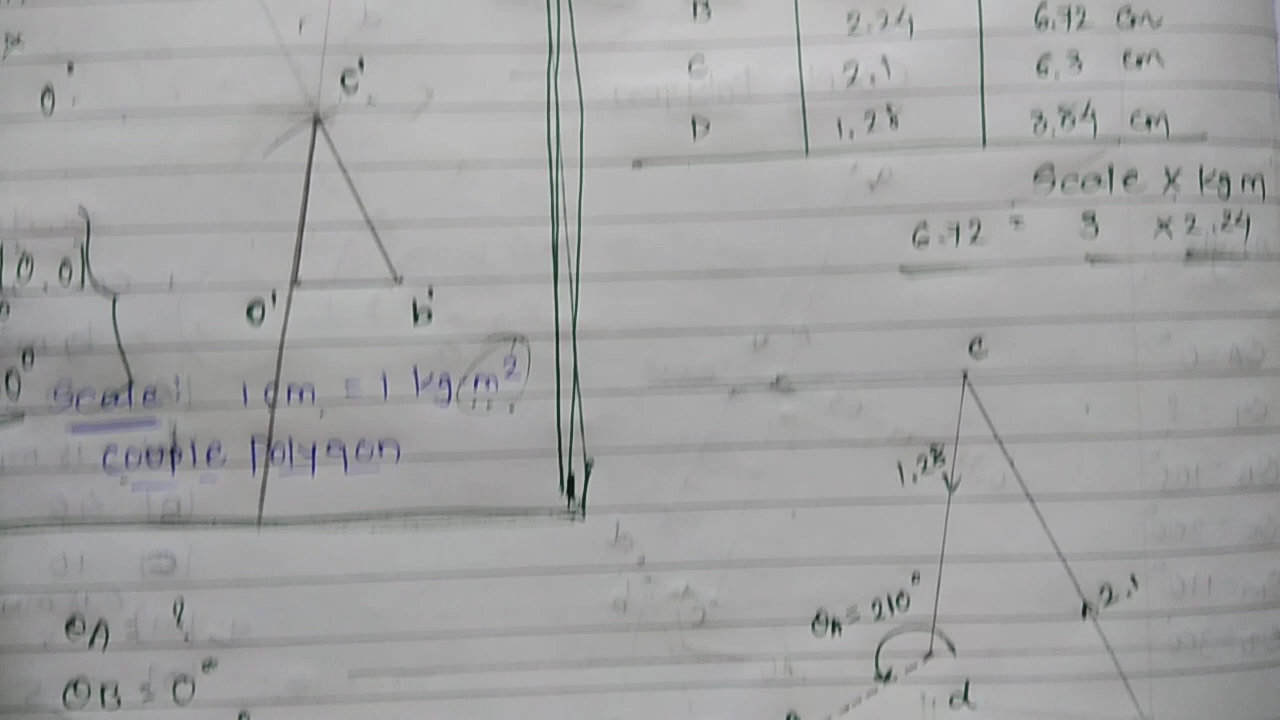 0'
c'
0'
b'
Scale: 1 cm = 1 kg m²
couple polygon
θA = ?
θB = 0°
B 2.24 6.72 cm
C 2.1 6.3 cm
D 1.28 3.84 cm
Scale × kg m
6.72 = 3 × 2.24
c
1.28
2.1
θA = 210°
d